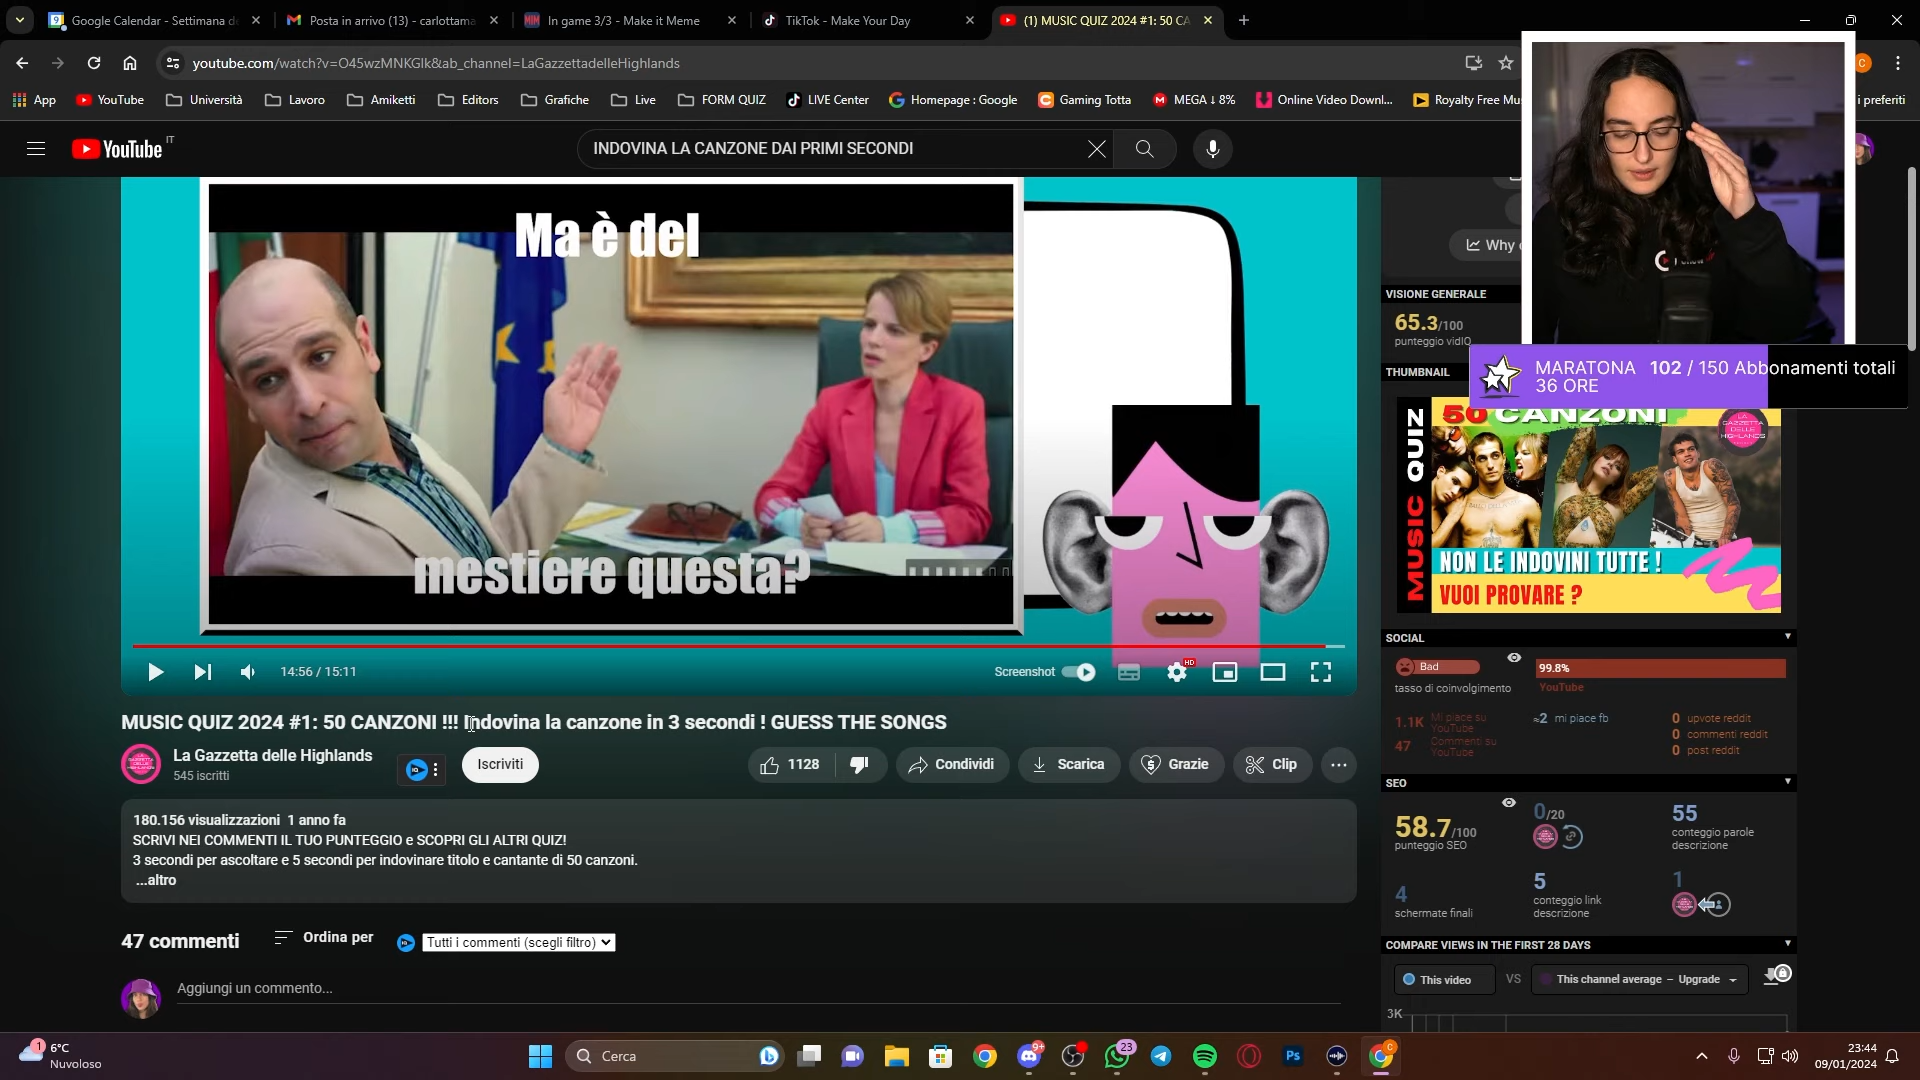 Google Calendar - Settimana de
Posta in arrivo (13) - carlottama
In game 3/3 - Make it Meme
TikTok - Make Your Day
(1) MUSIC QUIZ 2024 #1: 50 CA
youtube.com/watch?v=O45wzMNKGlk&ab_channel=LaGazzettadelleHighlands
App
YouTube
Università
Lavoro
Amiketti
Editors
Grafiche
Live
FORM QUIZ
LIVE Center
Homepage : Google
Gaming Totta
MEGA ↓ 8%
Online Video Downl...
Royalty Free Mus
i preferiti
YouTube IT
INDOVINA LA CANZONE DAI PRIMI SECONDI
Ma è del
mestiere questa?
14:56 / 15:11
Screenshot
HD
MUSIC QUIZ 2024 #1: 50 CANZONI !!! Indovina la canzone in 3 secondi ! GUESS THE SONGS
La Gazzetta delle Highlands
545 iscritti
Iscriviti
1128
Condividi
Scarica
Grazie
Clip
180.156 visualizzazioni 1 anno fa
SCRIVI NEI COMMENTI IL TUO PUNTEGGIO e SCOPRI GLI ALTRI QUIZ!
3 secondi per ascoltare e 5 secondi per indovinare titolo e cantante di 50 canzoni.
...altro
47 commenti
Ordina per
Tutti i commenti (scegli filtro)
Aggiungi un commento...
Why
VISIONE GENERALE
65.3/100
punteggio vidIQ
THUMBNAIL
MARATONA 102 / 150 Abbonamenti totali
36 ORE
MUSIC QUIZ
50 CANZONI
GAZZETTA
DELLE
HIGHLANDS
NON LE INDOVINI TUTTE !
VUOI PROVARE ?
SOCIAL
Bad
tasso di coinvolgimento
99.8%
YouTube
1.1K Mi piace su YouTube
47 Commenti su YouTube
≈2 mi piace fb
0 upvote reddit
0 commenti reddit
0 post reddit
SEO
58.7/100
punteggio SEO
0/20
55
conteggio parole
descrizione
4
schermate finali
5
conteggio link
descrizione
1
COMPARE VIEWS IN THE FIRST 28 DAYS
This video
VS
This channel average – Upgrade
3K
1
6°C
Nuvoloso
Cerca
9+
23
Ps
C
23:44
09/01/2024